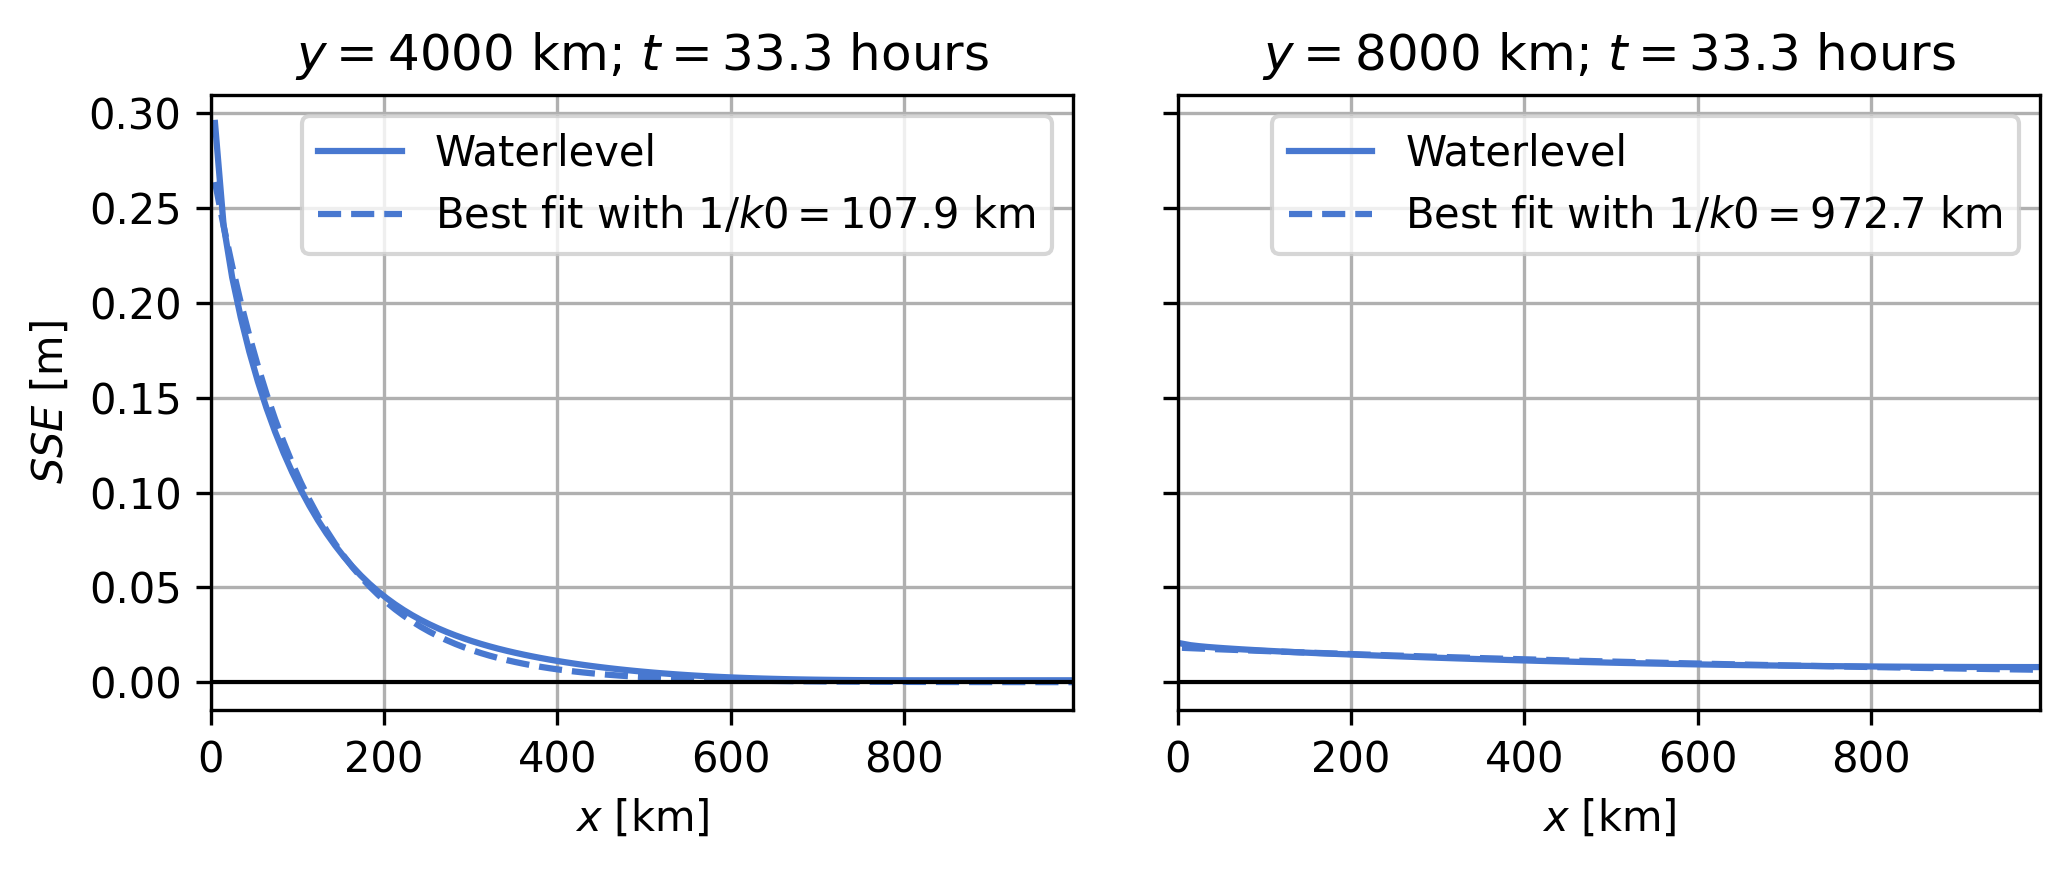 y = 4000 km; t = 33.3 hours
0.30
0.25
0.20
0.15
0.10
0.05
0.00
SSE [m]
Waterlevel
Best fit with 1/k0 = 107.9 km
0 200 400 600 800
x [km]
y = 8000 km; t = 33.3 hours
Waterlevel
Best fit with 1/k0 = 972.7 km
0 200 400 600 800
x [km]